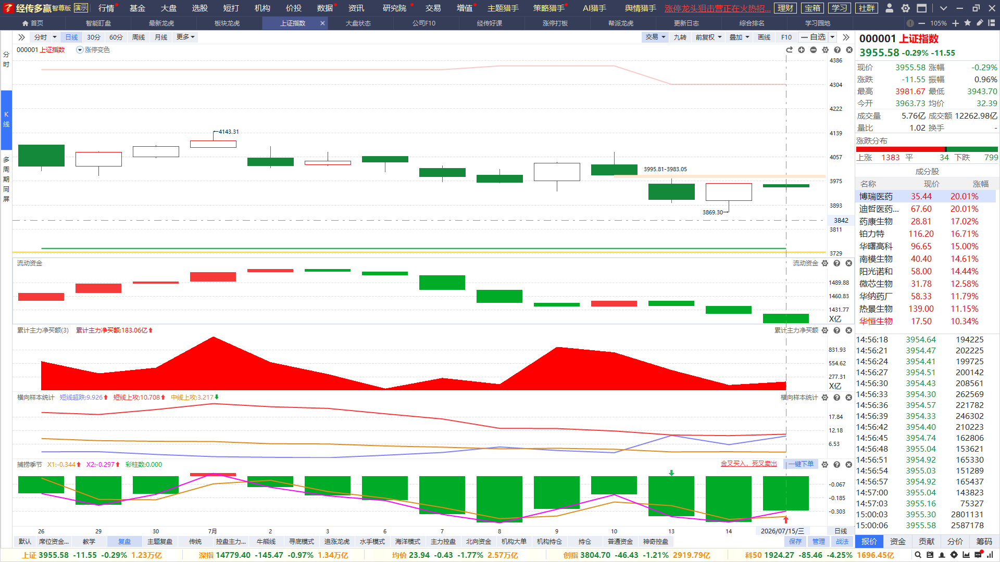 经传多赢 智尊版 演示 行情 基金 大盘 选股 短打 机构 价投 数据 资讯 研究院 交易 增值 主题猎手 策略猎手 AI猎手 舆情猎手 涨停龙头狙击营正在火热招... 理财 宝箱 学习 社群
首页 智能盯盘 最新龙虎 板块龙虎 上证指数 大盘状态 公司F10 经传好课 涨停打板 帮派龙虎 更新日志 综合排名 学习园地 105%
分时 日线 30分 60分 周线 月线 更多 交易 九转 前复权 叠加 画线 F10 自选
000001 上证指数 涨停变色
分时
K线
多周期同屏
4386
4304
4222
4139
4057
3975
3893
3842
3811
3729
4143.31
3995.81-3983.05
3869.30
流动资金 流动资金
1489.88
1460.83
1431.77
X亿
累计主力净买额(3) 累计主力净买额:183.06亿 累计主力净买额
831.93
554.62
277.31
X亿
横向样本统计 短线超跌:9.926 短线上攻:10.708 中线上攻:3.217 横向样本统计
17.84
12.18
6.53
捕捞季节 X1:-0.344 X2:-0.297 彩柱数:0.000 金叉买入，死叉卖出 一键下单
-0.067
-0.185
-0.303
26 29 30 7月 2 3 6 7 8 9 10 13 14 2026/07/15/三 日线
默认 席位资金... 教学 复盘 主题复盘 传统 控盘主力... 牛能线 寻底模式 追涨龙虎 水手模式 海洋模式 主力控盘 北向资金 机构大单 机构持仓 持仓 普通资金 神奇控盘 保存 管理 战法
000001 上证指数
3955.58 -0.29% -11.55
现价 3955.58 涨幅 -0.29%
涨跌 -11.55 振幅 0.96%
最高 3981.67 最低 3943.70
今开 3963.73 均价 32.39
成交量 5.76亿 成交额 12262.98亿
量比 1.02 换手 -
涨跌分布
上涨 1383 平 34 下跌 799
成分股
名称 现价 涨幅
博瑞医药 35.44 20.01%
迪哲医药... 67.60 20.01%
药康生物 28.81 17.02%
铂力特 116.20 16.71%
华曙高科 96.65 15.00%
南模生物 40.40 14.61%
阳光诺和 58.00 14.44%
微芯生物 31.78 12.58%
华纳药厂 58.33 11.79%
热景生物 139.00 11.15%
华恒生物 17.50 10.34%
14:56:18 3954.64 194225
14:56:21 3954.47 202225
14:56:24 3954.41 199725
14:56:27 3954.51 200142
14:56:30 3954.43 208561
14:56:33 3954.30 262569
14:56:36 3954.57 221782
14:56:39 3954.33 246302
14:56:42 3954.40 210223
14:56:45 3954.74 162806
14:56:48 3955.04 153621
14:56:51 3954.92 165330
14:56:54 3955.03 151289
14:56:57 3954.92 165437
14:57:00 3955.04 143823
14:57:03 3955.16 75327
15:00:03 3955.30 2801131
15:00:06 3955.58 2587178
报价 资金 贡献 分价 筹码
上证 3955.58 -11.55 -0.29% 1.23万亿 深指 14779.40 -145.47 -0.97% 1.34万亿 均价 23.94 -0.43 -1.77% 2.57万亿 创指 3804.70 -46.43 -1.21% 2919.79亿 科50 1924.27 -85.46 -4.25% 1696.45亿